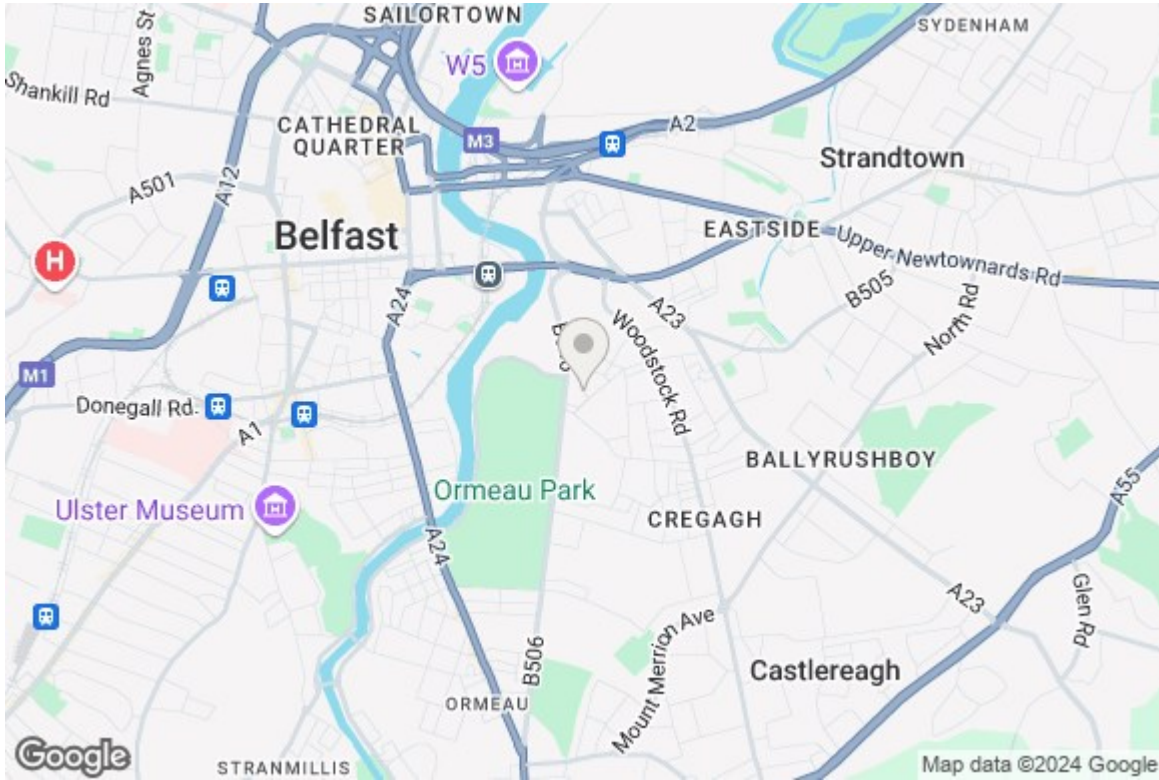 SAILORTOWN
SYDENHAM
W5
Agnes St
Shankill Rd
CATHEDRAL
QUARTER
M3
A2
Strandtown
A501
A12
Belfast
EASTSIDE
Upper Newtownards Rd
H
A24
A23
B505
North Rd
Woodstock Rd
M1
Donegall Rd.
A1
BALLYRUSHBOY
A55
Ormeau Park
Ulster Museum
CREGAGH
A24
A23
Glen Rd
Mount Merrion Ave
B506
Castlereagh
ORMEAU
STRANMILLIS
Google
Map data ©2024 Google